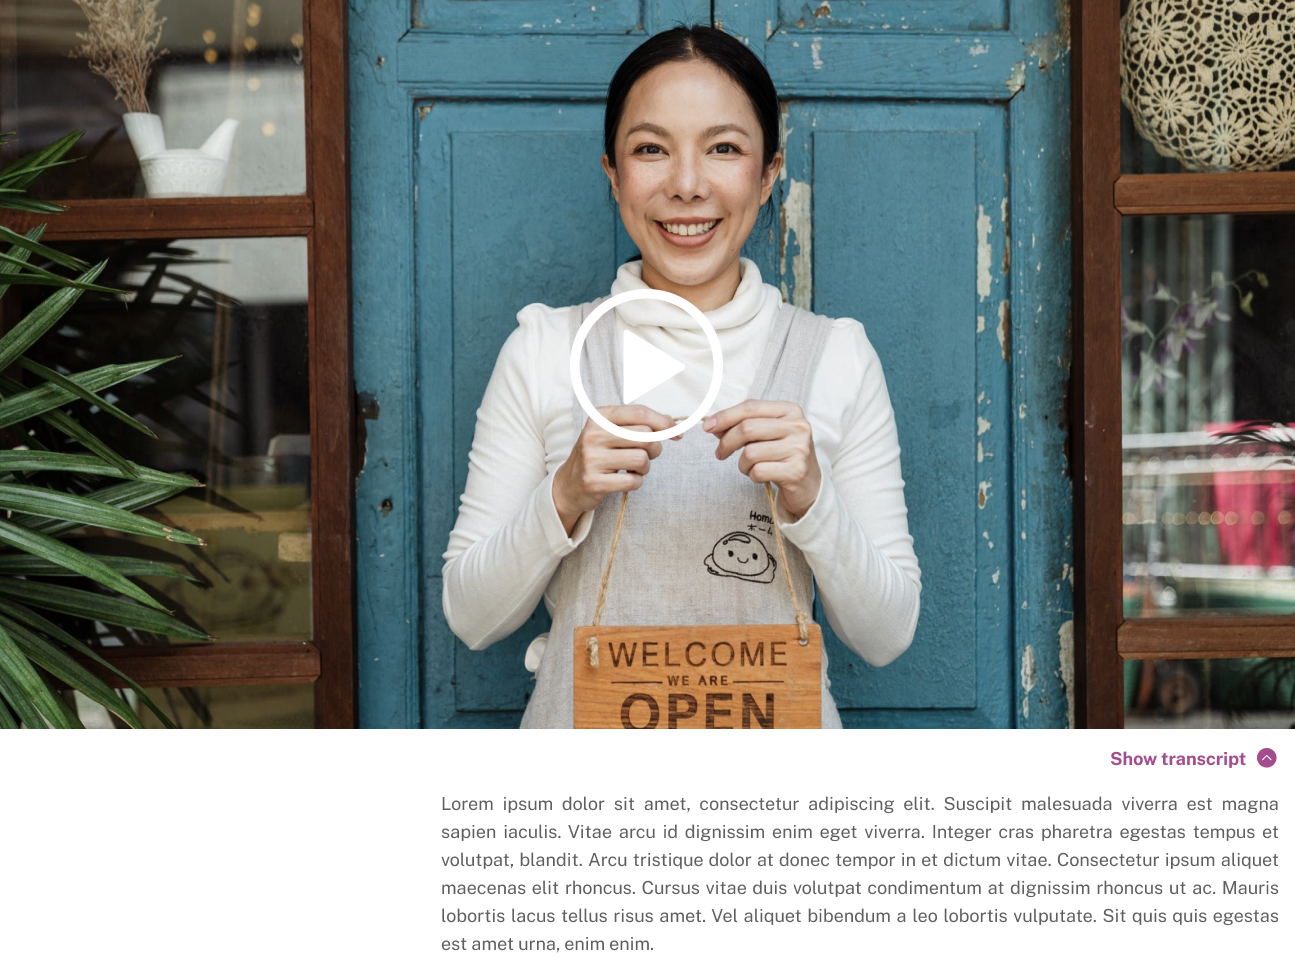 Home
ホーム
WELCOME
WE ARE
OPEN
Show transcript
Lorem ipsum dolor sit amet, consectetur adipiscing elit. Suscipit malesuada viverra est magna
sapien iaculis. Vitae arcu id dignissim enim eget viverra. Integer cras pharetra egestas tempus et
volutpat, blandit. Arcu tristique dolor at donec tempor in et dictum vitae. Consectetur ipsum aliquet
maecenas elit rhoncus. Cursus vitae duis volutpat condimentum at dignissim rhoncus ut ac. Mauris
lobortis lacus tellus risus amet. Vel aliquet bibendum a leo lobortis vulputate. Sit quis quis egestas
est amet urna, enim enim.